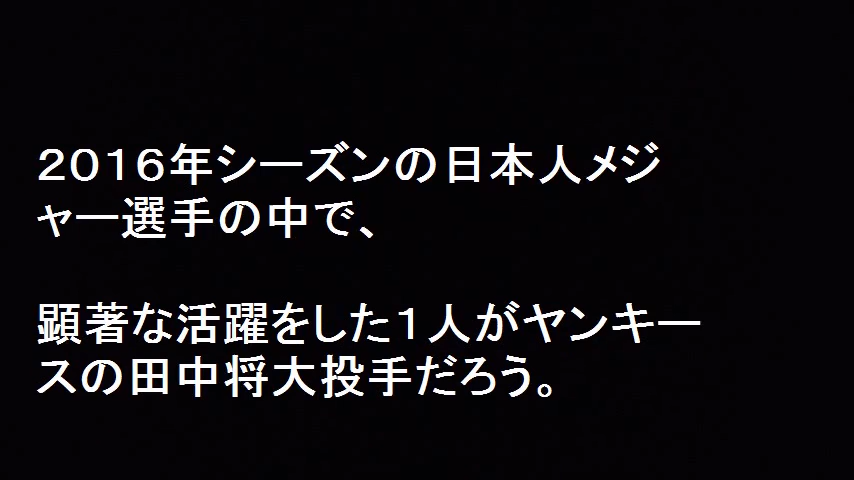 ２０１６年シーズンの日本人メジ
ャー選手の中で、
顕著な活躍をした１人がヤンキー
スの田中将大投手だろう。